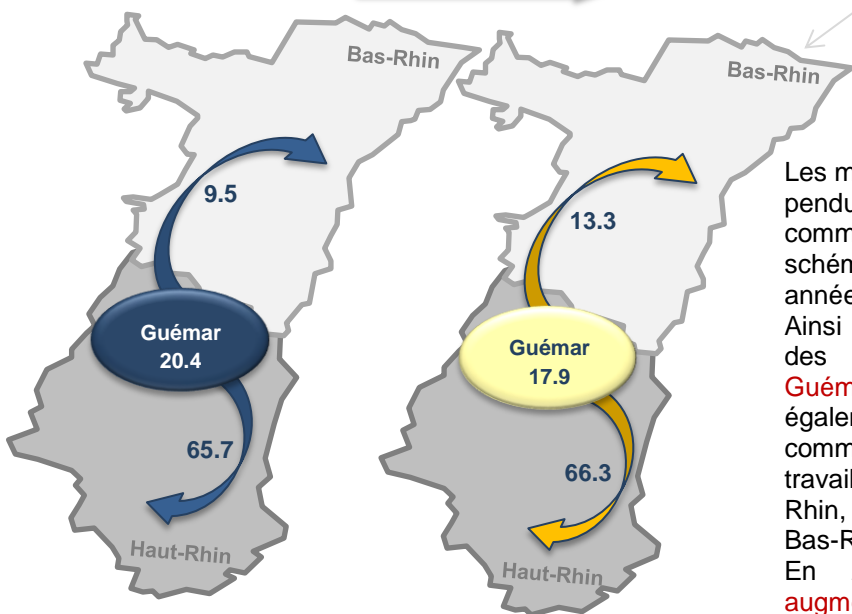 Bas-Rhin
9.5
Guémar
20.4
65.7
Haut-Rhin
Bas-Rhin
13.3
Guémar
17.9
66.3
Haut-Rhin
Les m
pendu
comm
schém
année
Ainsi
des
Guém
égaler
comm
travail
Rhin,
Bas-R
En
augm